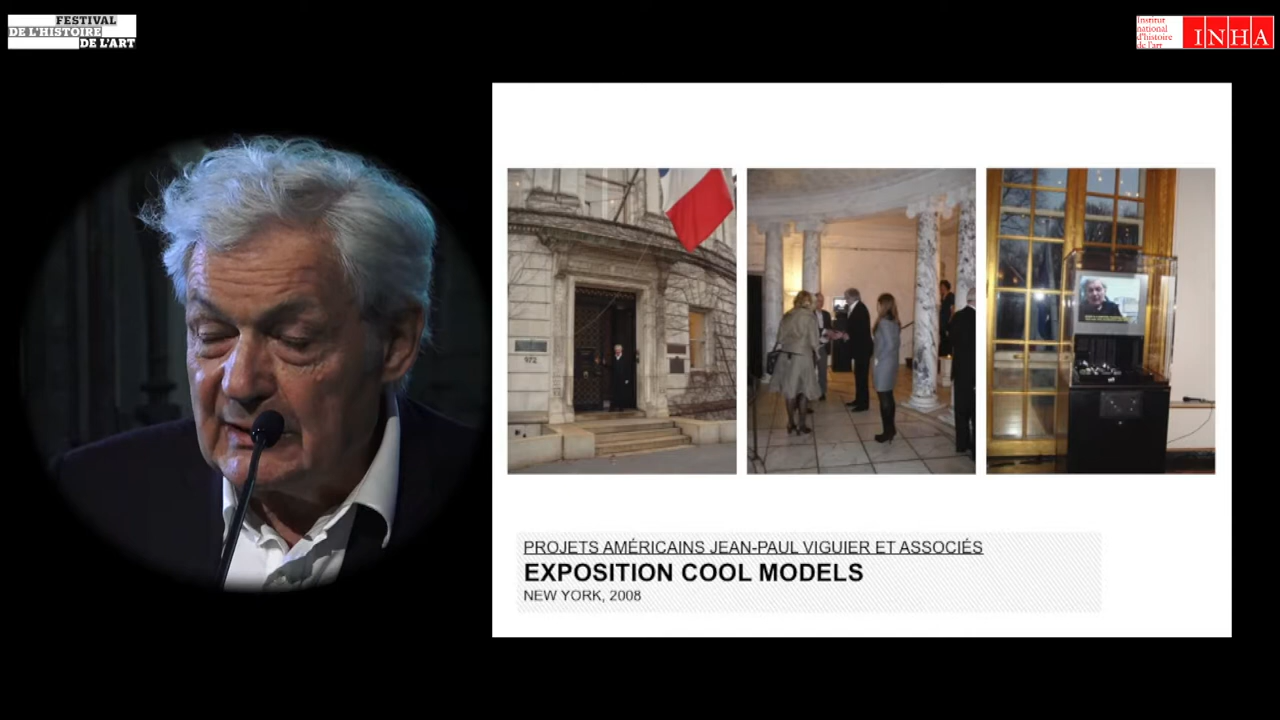 FESTIVAL
DE L'HISTOIRE
DE L'ART
Institut
national
d'histoire
de l'art
INHA
972
PROJETS AMÉRICAINS JEAN-PAUL VIGUIER ET ASSOCIÉS
EXPOSITION COOL MODELS
NEW YORK, 2008